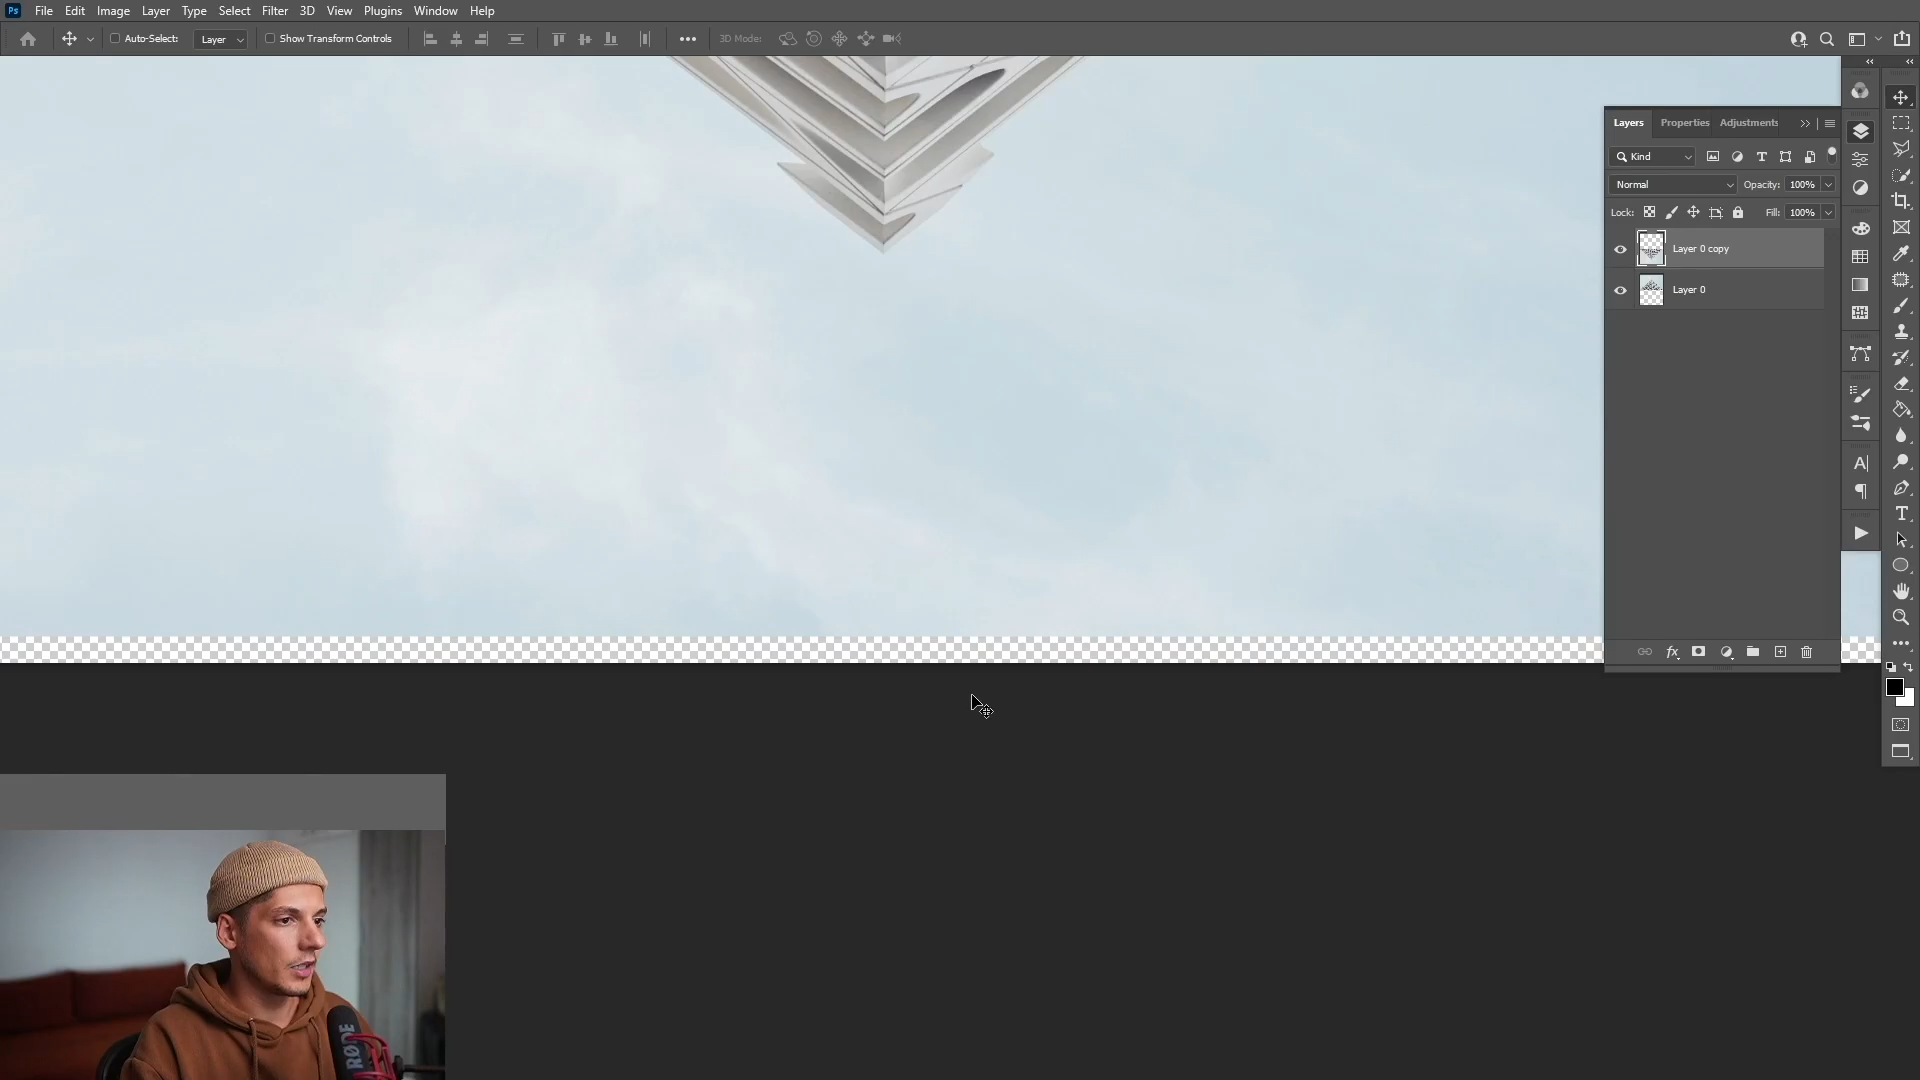 Ps File Edit Image Layer Type Select Filter 3D View Plugins Window Help
Auto-Select: Layer Show Transform Controls 3D Mode:
Layers Properties Adjustments
Kind
Normal Opacity: 100%
Lock: Fill: 100%
Layer 0 copy
Layer 0
fx
RØDE